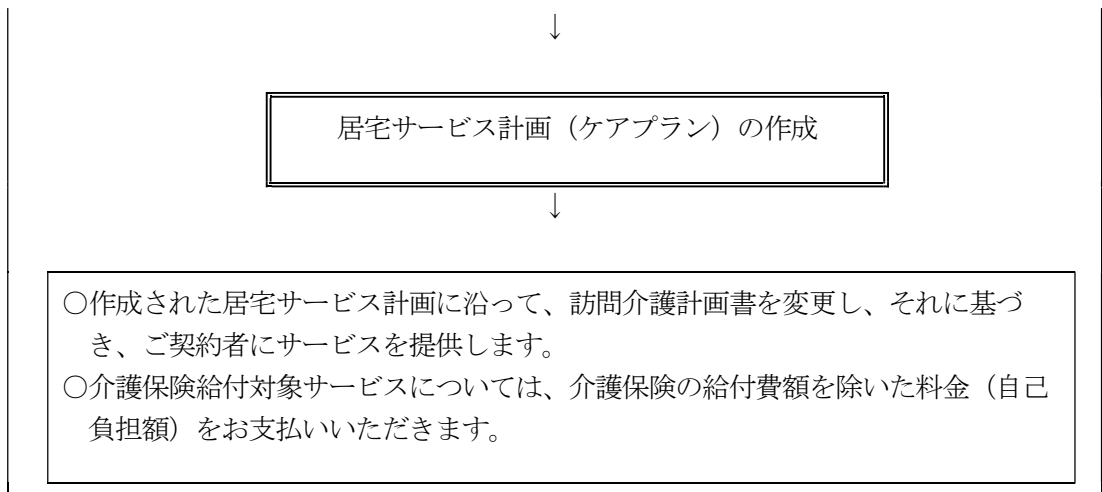 ↓
居宅サービス計画（ケアプラン）の作成
↓
○作成された居宅サービス計画に沿って、訪問介護計画書を変更し、それに基づ
き、ご契約者にサービスを提供します。
○介護保険給付対象サービスについては、介護保険の給付費額を除いた料金（自己
負担額）をお支払いいただきます。